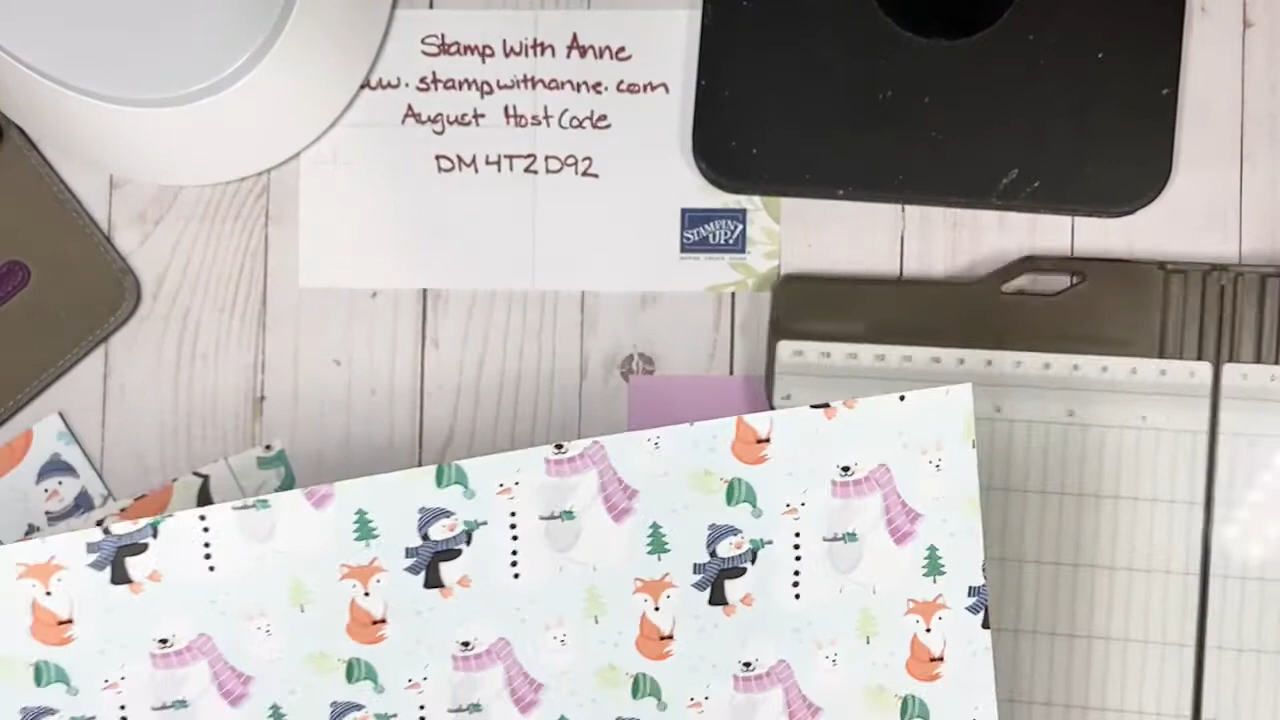 Stamp With Anne
ww.stampwithanne.com
August Host Code
DM4T2D92
STAMPIN' UP!